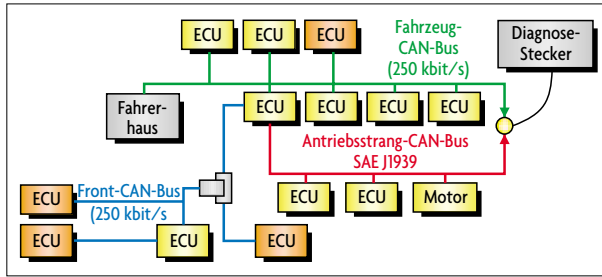 ECU
ECU
ECU
Fahrzeug-
CAN-Bus
(250 kbit/s)
Diagnose-
Stecker
Fahrer-
haus
ECU
ECU
ECU
ECU
Antriebsstrang-CAN-Bus
SAE J1939
ECU
Front-CAN-Bus
(250 kbit/s
ECU
ECU
Motor
ECU
ECU
ECU